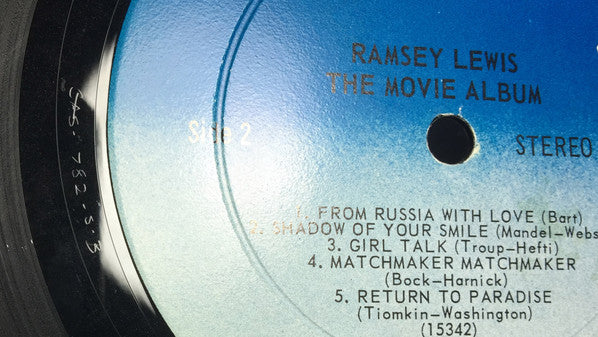 RAMSEY LEWIS
THE MOVIE ALBUM
Side 2
STEREO
1. FROM RUSSIA WITH LOVE (Bart)
2. SHADOW OF YOUR SMILE (Mandel-Webs
3. GIRL TALK (Troup-Hefti)
4. MATCHMAKER MATCHMAKER
(Bock-Harnick)
5. RETURN TO PARADISE
(Tiomkin-Washington)
(15342)